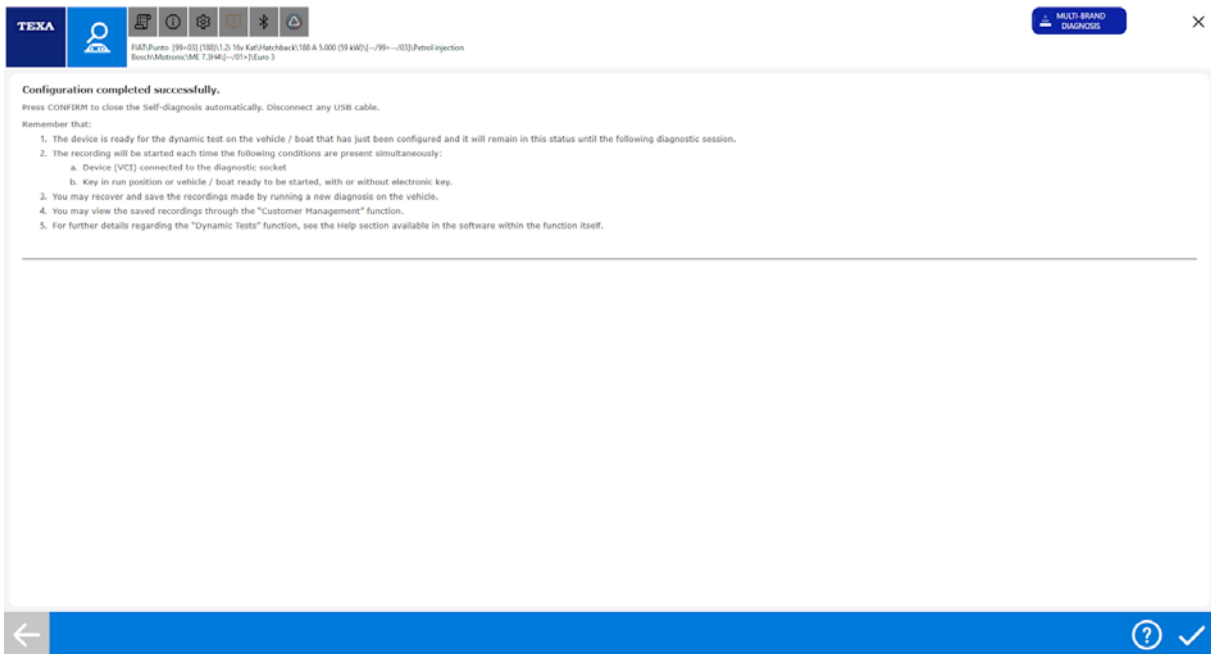 TEXA
MULTI-BRAND
DIAGNOSIS
FIAT\Punto [99>03] (188)\1.2i 16v Kat\Hatchback\188 A 5.000 (59 kW)\[--/99>--/03]\Petrol injection
Bosch\Motronic\ME 7.3H4\[--/01>]\Euro 3
Configuration completed successfully.
Press CONFIRM to close the Self-diagnosis automatically. Disconnect any USB cable.
Remember that:
1. The device is ready for the dynamic test on the vehicle / boat that has just been configured and it will remain in this status until the following diagnostic session.
2. The recording will be started each time the following conditions are present simultaneously:
a. Device (VCI) connected to the diagnostic socket
b. Key in run position or vehicle / boat ready to be started, with or without electronic key.
3. You may recover and save the recordings made by running a new diagnosis on the vehicle.
4. You may view the saved recordings through the "Customer Management" function.
5. For further details regarding the "Dynamic Tests" function, see the Help section available in the software within the function itself.